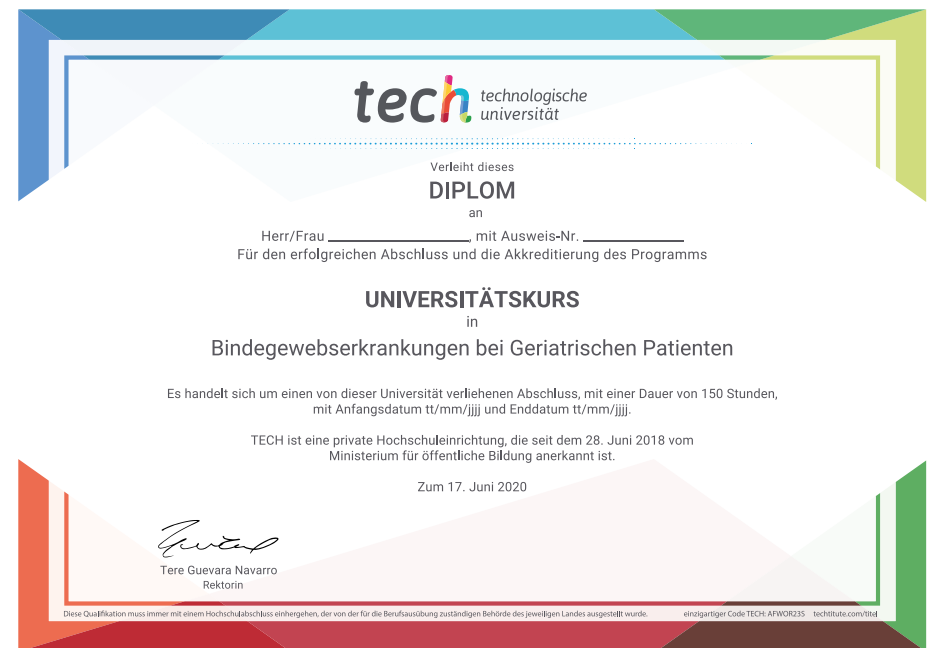 tech technologische
universität
Verleiht dieses
DIPLOM
an
Herr/Frau ____________, mit Ausweis-Nr. ____________
Für den erfolgreichen Abschluss und die Akkreditierung des Programms
UNIVERSITÄTSKURS
in
Bindegewebserkrankungen bei Geriatrischen Patienten
Es handelt sich um einen von dieser Universität verliehenen Abschluss, mit einer Dauer von 150 Stunden,
mit Anfangsdatum tt/mm/jjjj und Enddatum tt/mm/jjjj.
TECH ist eine private Hochschuleinrichtung, die seit dem 28. Juni 2018 vom
Ministerium für öffentliche Bildung anerkannt ist.
Zum 17. Juni 2020
Tere Guevara Navarro
Rektorin
Diese Qualifikation muss immer mit einem Hochschulabschluss einhergehen, der von der für die Berufsausübung zuständigen Behörde des jeweiligen Landes ausgestellt wurde. einzigartiger Code TECH: AFWOR23S techtitute.com/titel